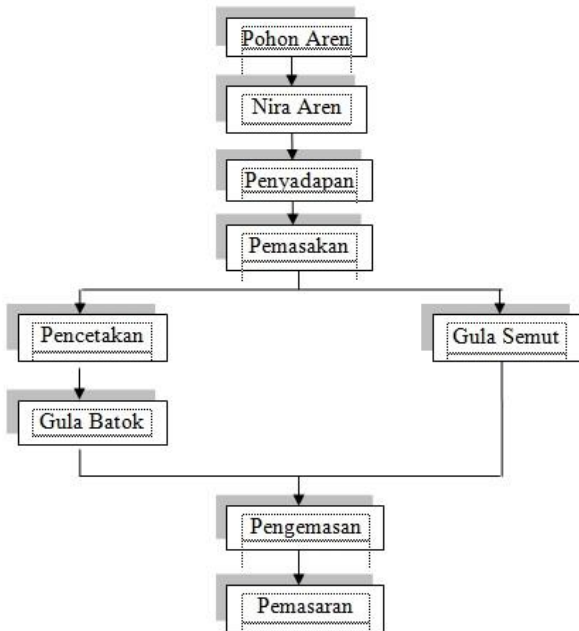 Pohon Aren
Nira Aren
Penyadapan
Pemasakan
Pencetakan
Gula Semut
Gula Batok
Pengemasan
Pemasaran